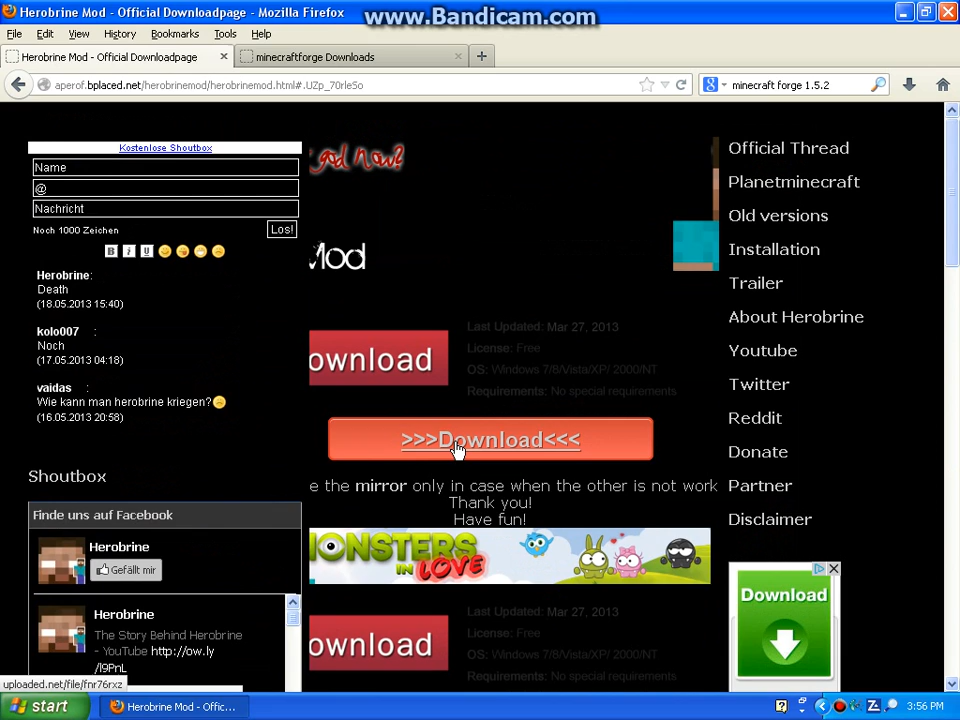 Herobrine Mod - Official Downloadpage - Mozilla Firefox
www.Bandicam.com
File Edit View History Bookmarks Tools Help
Herobrine Mod - Official Downloadpage
minecraftforge Downloads
aperof.bplaced.net/herobrinemod/herobrinemod.html#.UZp_70rleSo
minecraft forge 1.5.2
Kostenlose Shoutbox
Name
@
Nachricht
Noch 1000 Zeichen
Los!
B i U
Herobrine:
Death
(18.05.2013 15:40)
kolo007 :
Noch
(17.05.2013 04:18)
vaidas :
Wie kann man herobrine kriegen?
(16.05.2013 20:58)
Shoutbox
Finde uns auf Facebook
Herobrine
Gefällt mir
Herobrine
The Story Behind Herobrine
- YouTube http://ow.ly
/l9PnL
god now?
Mod
ownload
Last Updated: Mar 27, 2013
License: Free
OS: Windows 7/8/Vista/XP/ 2000/NT
Requirements: No special requirements
>>>Download<<<
e the mirror only in case when the other is not work
Thank you!
Have fun!
MONSTERS
IN LOVE
ownload
Last Updated: Mar 27, 2013
License: Free
OS: Windows 7/8/Vista/XP/ 2000/NT
Requirements: No special requirements
Official Thread
Planetminecraft
Old versions
Installation
Trailer
About Herobrine
Youtube
Twitter
Reddit
Donate
Partner
Disclaimer
Download
uploaded.net/file/fnr76rxz
start
Herobrine Mod - Offic...
3:56 PM